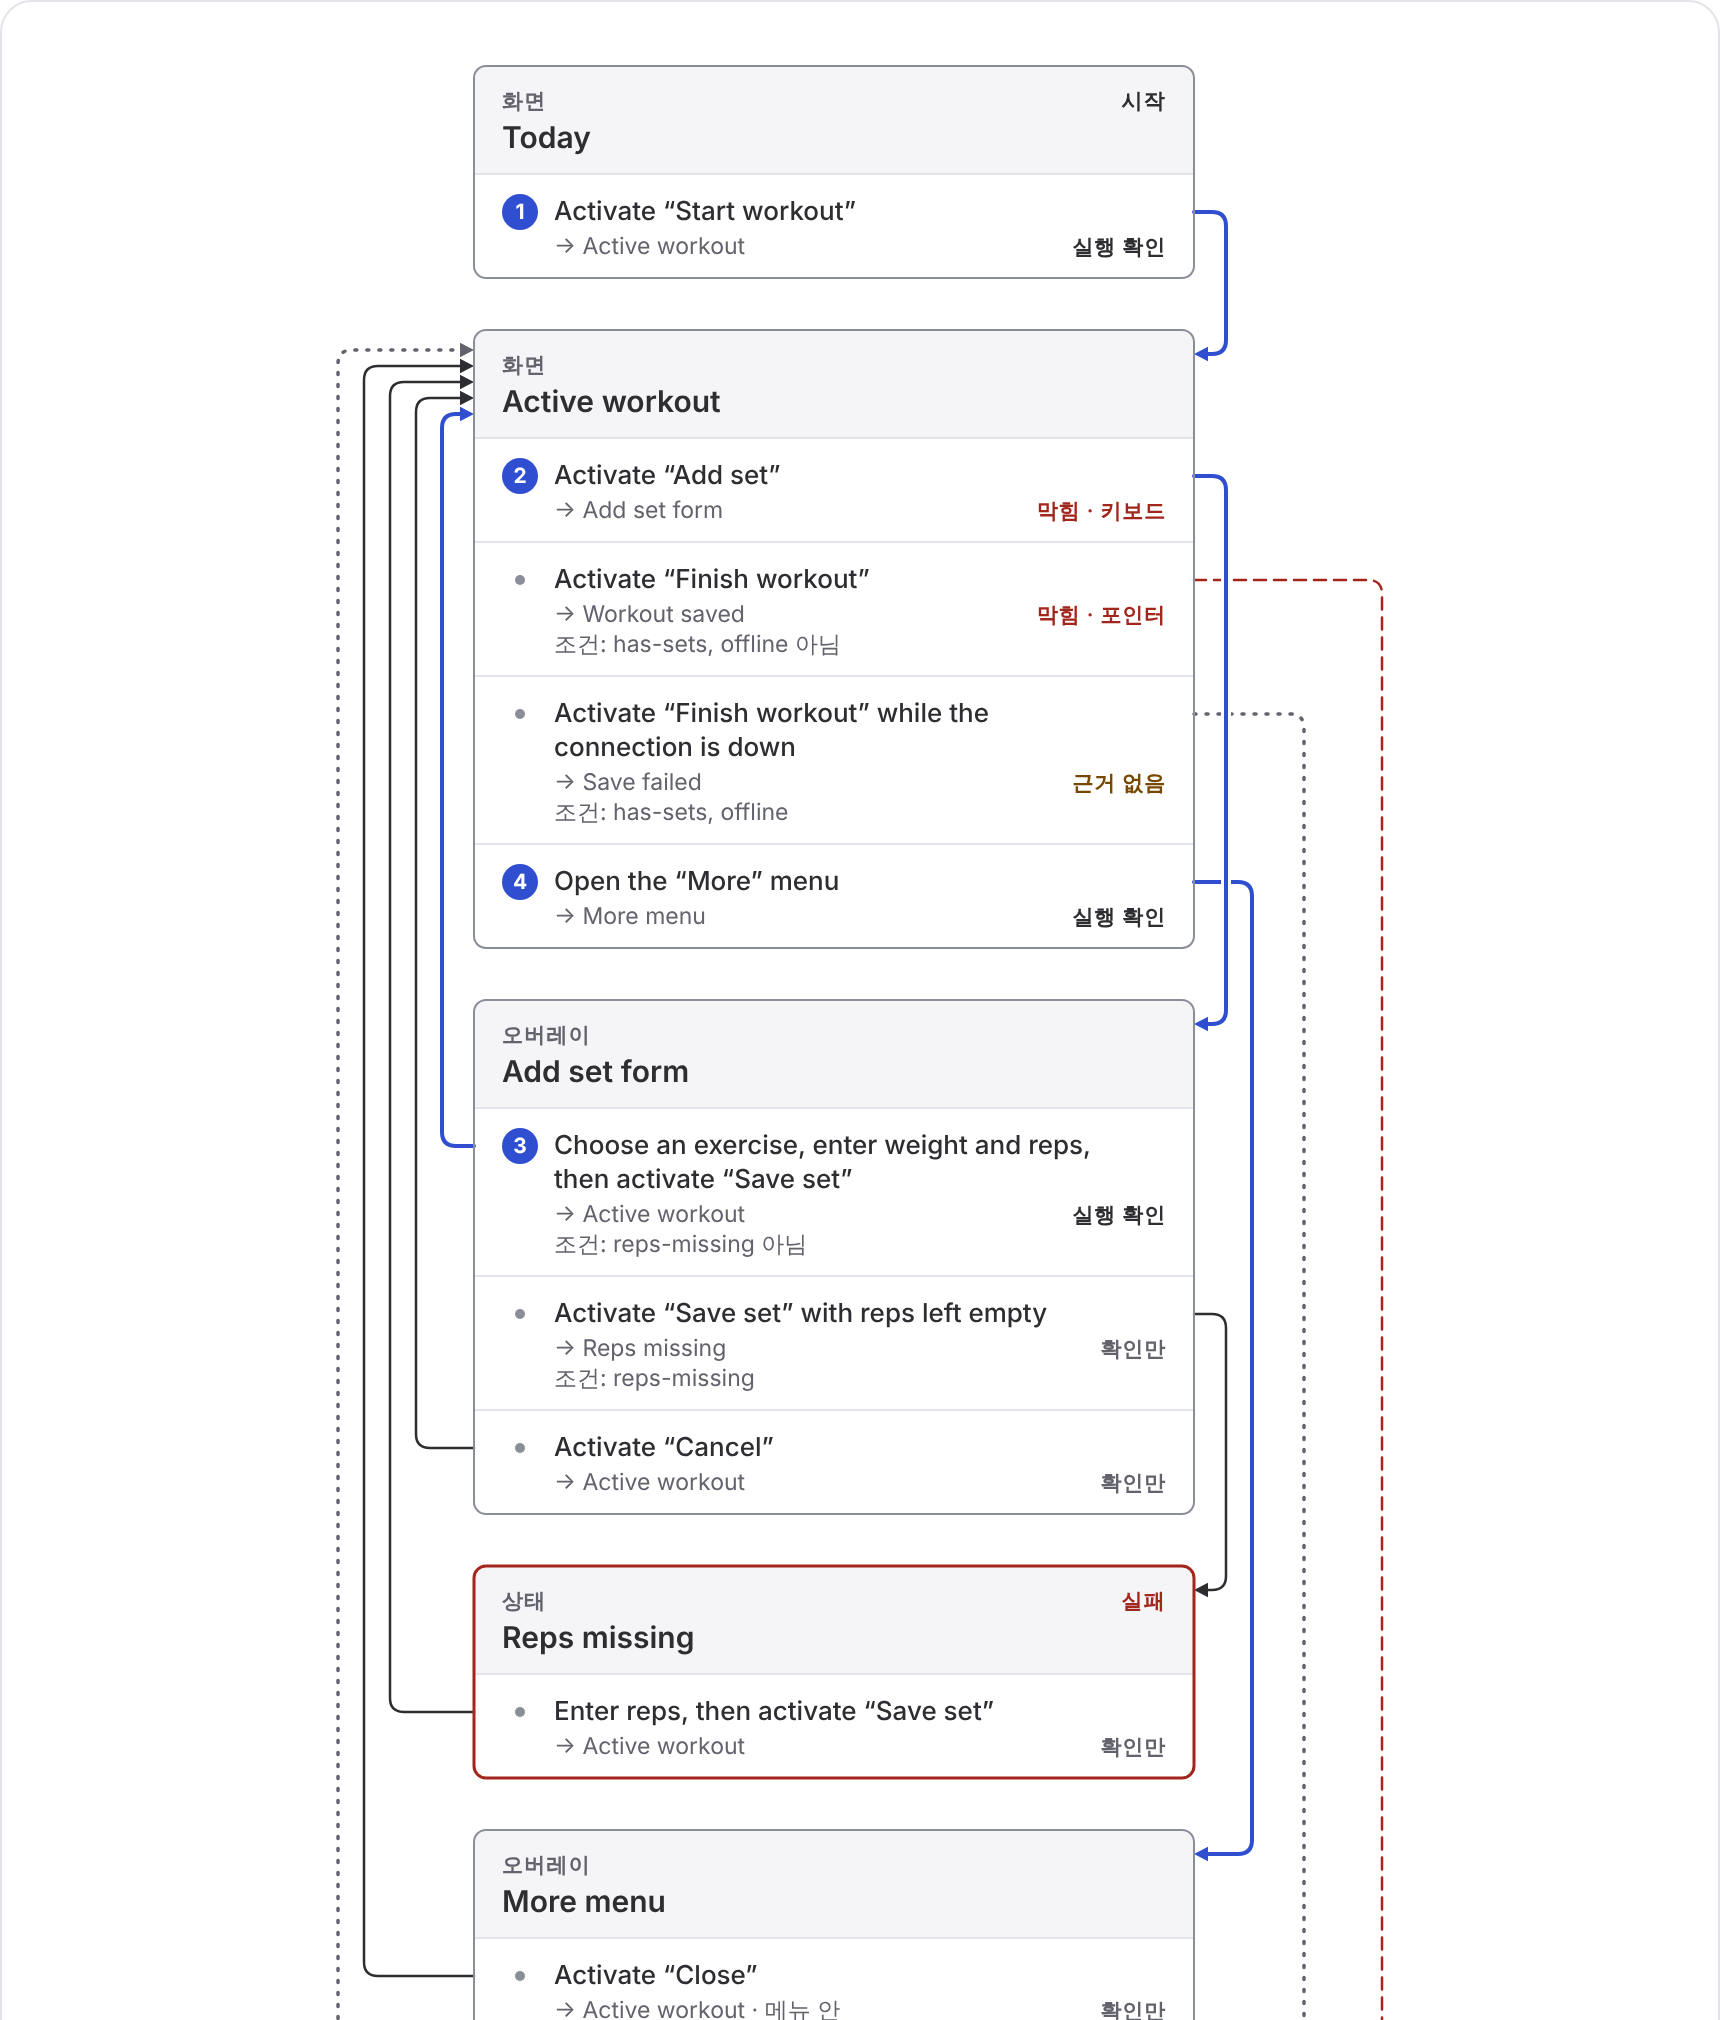 화면
시작
Today
1 Activate “Start workout”
→ Active workout
실행 확인
화면
Active workout
2 Activate “Add set”
→ Add set form
막힘 · 키보드
Activate “Finish workout”
→ Workout saved
막힘 · 포인터
조건: has-sets, offline 아님
Activate “Finish workout” while the
connection is down
→ Save failed
근거 없음
조건: has-sets, offline
4 Open the “More” menu
→ More menu
실행 확인
오버레이
Add set form
3 Choose an exercise, enter weight and reps,
then activate “Save set”
→ Active workout
실행 확인
조건: reps-missing 아님
Activate “Save set” with reps left empty
→ Reps missing
확인만
조건: reps-missing
Activate “Cancel”
→ Active workout
확인만
상태
실패
Reps missing
Enter reps, then activate “Save set”
→ Active workout
확인만
오버레이
More menu
Activate “Close”
→ Active workout · 메뉴 안
확인만